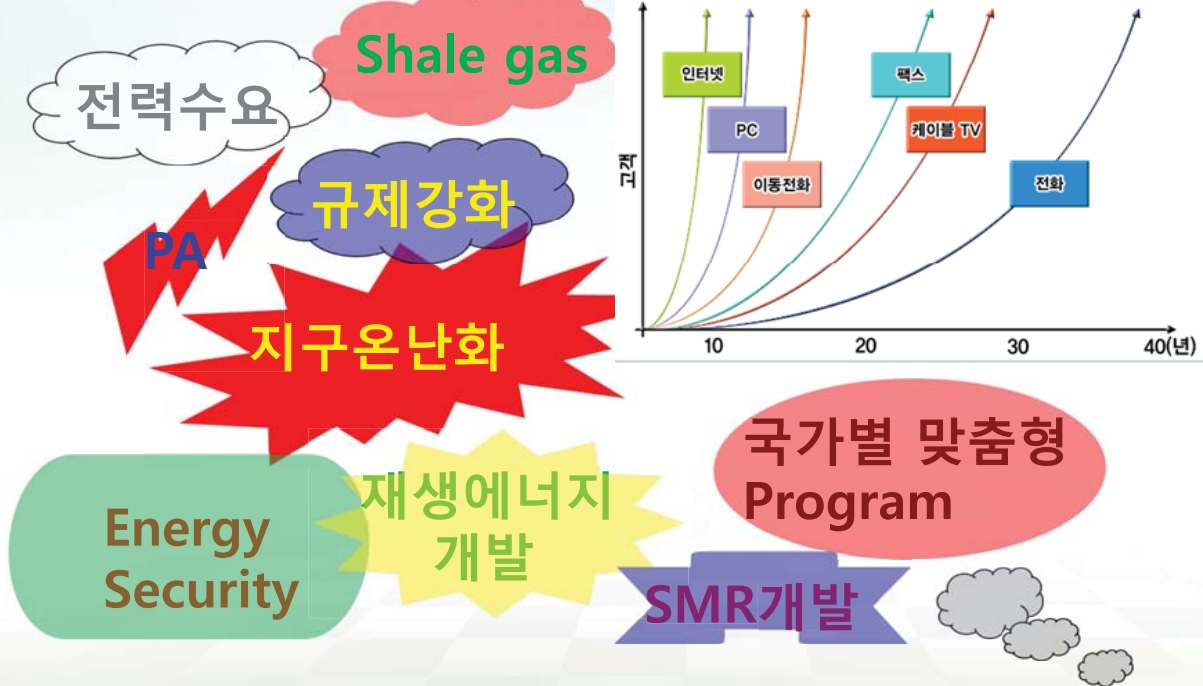 Shale gas
전력수요
규제강화
PA
지구온난화
Energy
Security
재생에너지
개발
인터넷
팩스
PC
케이블 TV
이동전화
전화
고객
10 20 30 40(년)
국가별 맞춤형
Program
SMR개발